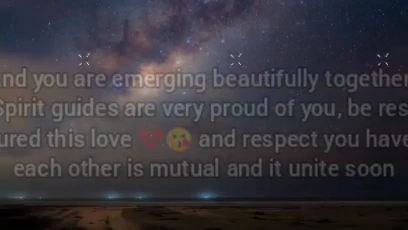 nd you are emerging beautifully together
Spirit guides are very proud of you, be res
ured this love ❤️😘 and respect you have
each other is mutual and it unite soon